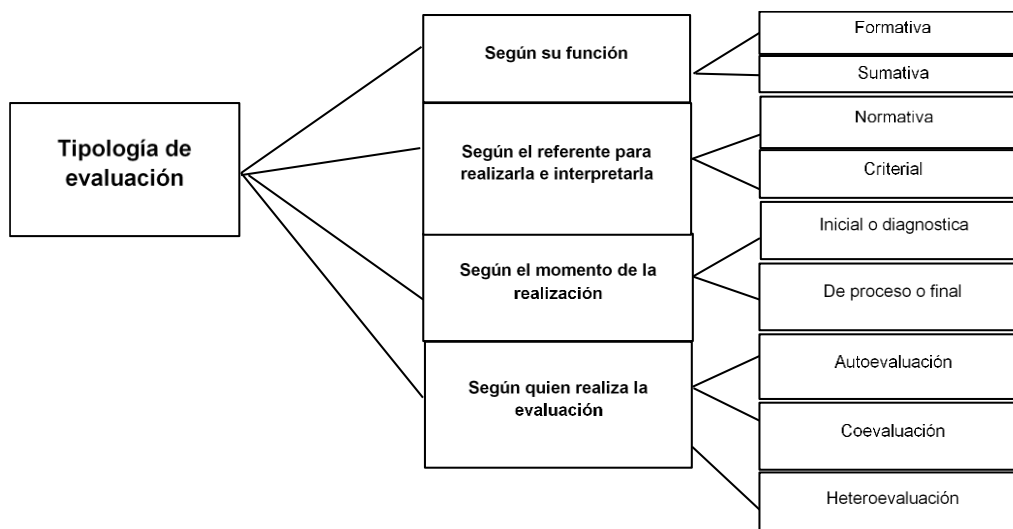 Tipología de
evaluación
Según su función
Formativa
Sumativa
Según el referente para
realizarla e interpretarla
Normativa
Criterial
Según el momento de la
realización
Inicial o diagnostica
De proceso o final
Según quien realiza la
evaluación
Autoevaluación
Coevaluación
Heteroevaluación